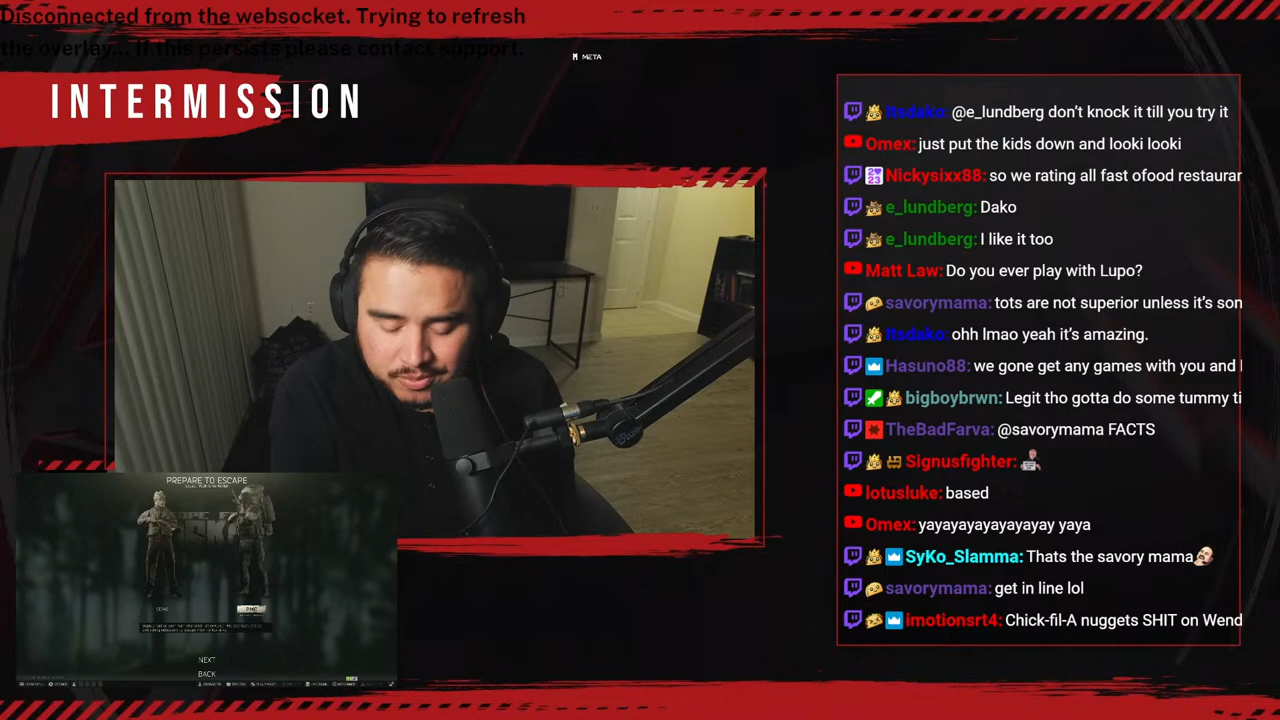 Disconnected from the websocket. Trying to refresh
the overlay... If this persists please contact support.
META
INTERMISSION
Itsdako: @e_lundberg don't knock it till you try it
Omex: just put the kids down and looki looki
Nickysixx88: so we rating all fast ofood restaurar
e_lundberg: Dako
e_lundberg: I like it too
Matt Law: Do you ever play with Lupo?
savorymama: tots are not superior unless it's son
Itsdako: ohh lmao yeah it's amazing.
Hasuno88: we gone get any games with you and
bigboybrwn: Legit tho gotta do some tummy ti
TheBadFarva: @savorymama FACTS
Signusfighter:
lotusluke: based
Omex: yayayayayayayayay yaya
SyKo_Slamma: Thats the savory mama
savorymama: get in line lol
imotionsrt4: Chick-fil-A nuggets SHIT on Wend
PREPARE TO ESCAPE
PMC
NEXT
BACK